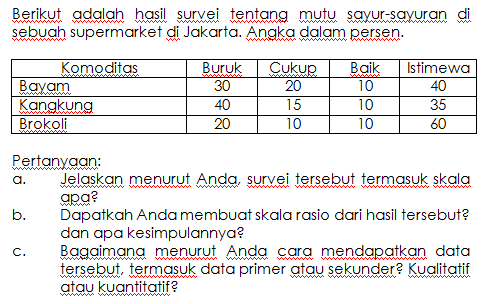 Berikut adalah hasil survei tentang mutu sayur-sayuran di
sebuah supermarket di Jakarta. Angka dalam persen.
Komoditas Buruk Cukup Baik Istimewa
Bayam 30 20 10 40
Kangkung 40 15 10 35
Brokoli 20 10 10 60
Pertanyaan:
a. Jelaskan menurut Anda, survei tersebut termasuk skala
apa?
b. Dapatkah Anda membuat skala rasio dari hasil tersebut?
dan apa kesimpulannya?
c. Bagaimana menurut Anda cara mendapatkan data
tersebut, termasuk data primer atau sekunder? Kualitatif
atau kuantitatif?